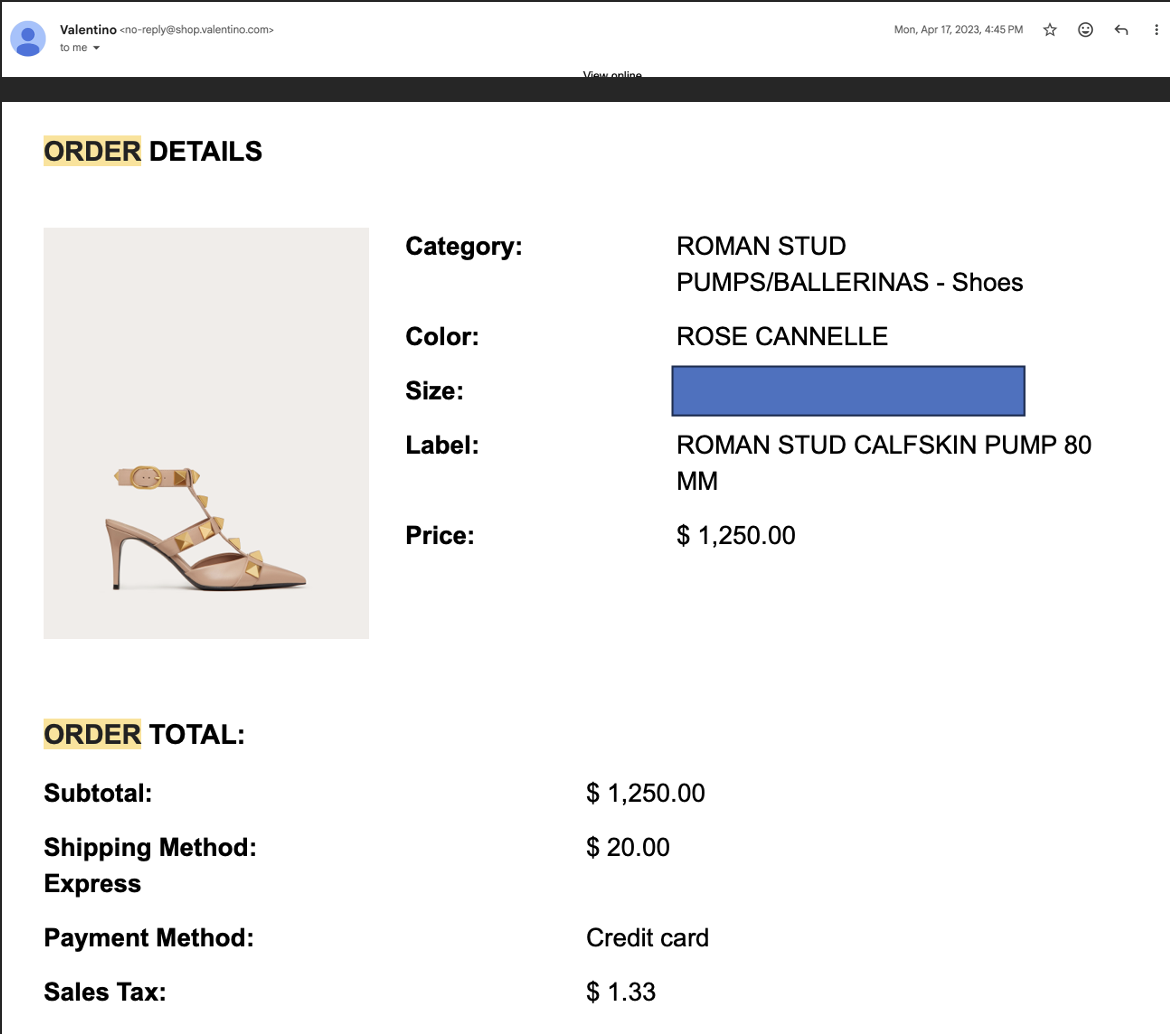 Valentino <no-reply@shop.valentino.com>
Mon, Apr 17, 2023, 4:45 PM
to me
View online
ORDER DETAILS
Category:
ROMAN STUD
PUMPS/BALLERINAS - Shoes
Color:
ROSE CANNELLE
Size:
Label:
ROMAN STUD CALFSKIN PUMP 80
MM
Price:
$ 1,250.00
ORDER TOTAL:
Subtotal:
$ 1,250.00
Shipping Method:
$ 20.00
Express
Payment Method:
Credit card
Sales Tax:
$ 1.33